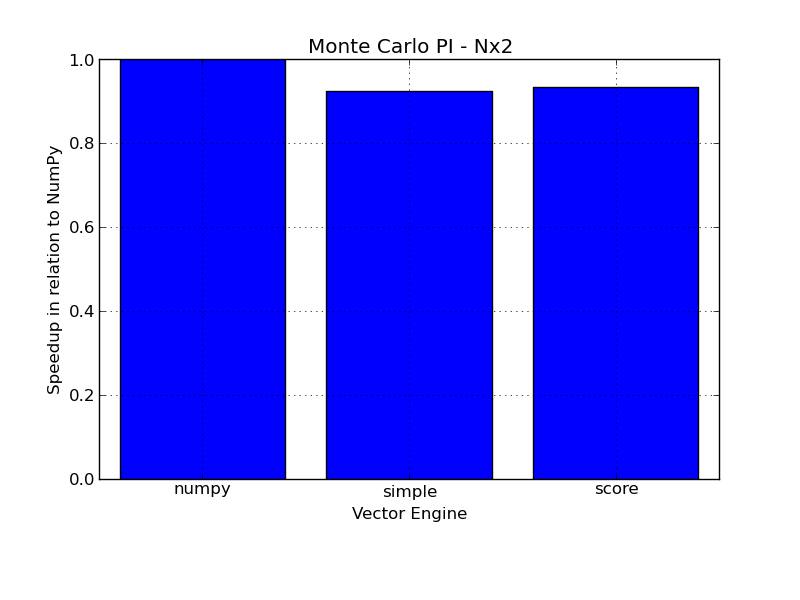 Monte Carlo PI - Nx2
Speedup in relation to NumPy
1.0
0.8
0.6
0.4
0.2
0.0
numpy simple score
Vector Engine